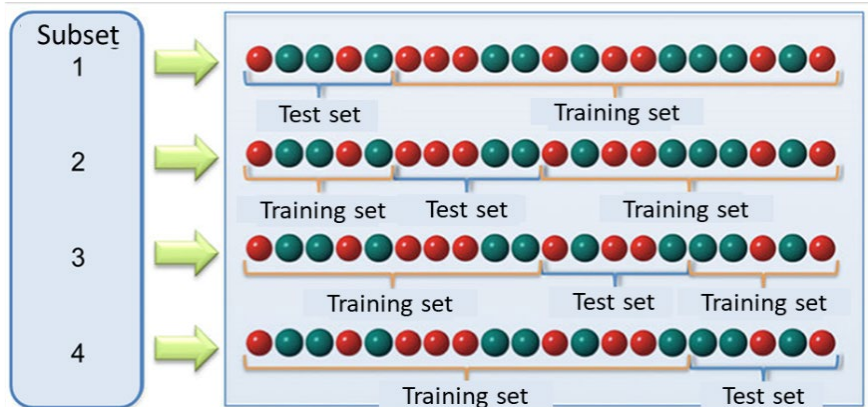 Subset
1
Test set
Training set
2
Training set
Test set
Training set
3
Training set
Test set
Training set
4
Training set
Test set